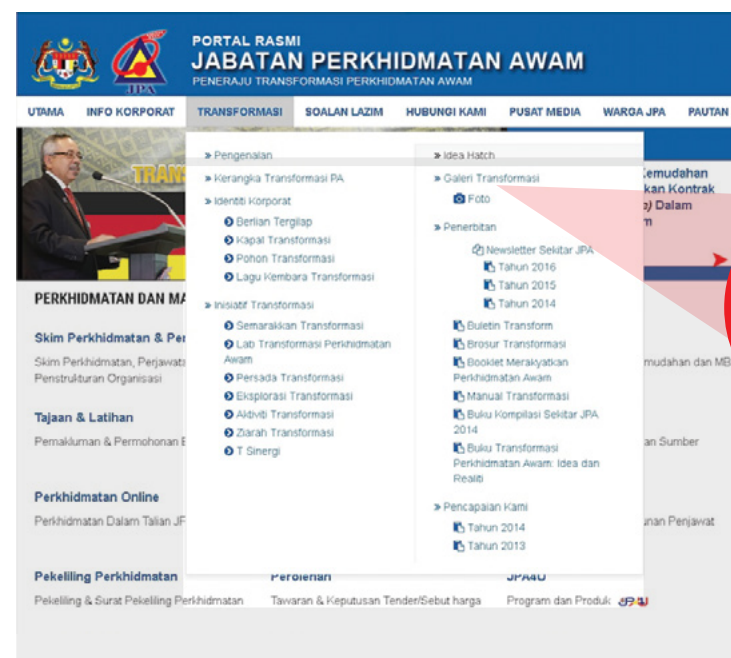 JPA
PORTAL RASMI
JABATAN PERKHIDMATAN AWAM
PENERAJU TRANSFORMASI PERKHIDMATAN AWAM
UTAMA INFO KORPORAT TRANSFORMASI SOALAN LAZIM HUBUNGI KAMI PUSAT MEDIA WARGA JPA PAUTAN
» Pengenalan
» Kerangka Transformasi PA
» Identiti Korporat
Berlian Tergilap
Kapal Transformasi
Pohon Transformasi
Lagu Kembara Transformasi
» Inisiatif Transformasi
Semarakkan Transformasi
Lab Transformasi Perkhidmatan
Awam
Persada Transformasi
Eksplorasi Transformasi
Aktiviti Transformasi
Ziarah Transformasi
T Sinergi
» Idea Hatch
» Galeri Transformasi
Foto
» Penerbitan
Newsletter Sekitar JPA
Tahun 2016
Tahun 2015
Tahun 2014
Buletin Transform
Brosur Transformasi
Booklet Merakyatkan
Perkhidmatan Awam
Manual Transformasi
Buku Kompilasi Sekitar JPA
2014
Buku Transformasi
Perkhidmatan Awam: Idea dan
Realiti
» Pencapaian Kami
Tahun 2014
Tahun 2013
TRANS
Kontrak
Dalam
PERKHIDMATAN DAN MA
Skim Perkhidmatan & Per
Skim Perkhidmatan, Perjawata
Penstrukturan Organisasi
mudahan dan MB
Tajaan & Latihan
Pemakluman & Permohonan B
an Sumber
Perkhidmatan Online
Perkhidmatan Dalam Talian JP
unan Penjawat
Pekeliling Perkhidmatan Perolehan JPA4U
Pekeliling & Surat Pekeliling Perkhidmatan Tawaran & Keputusan Tender/Sebut harga Program dan Produk